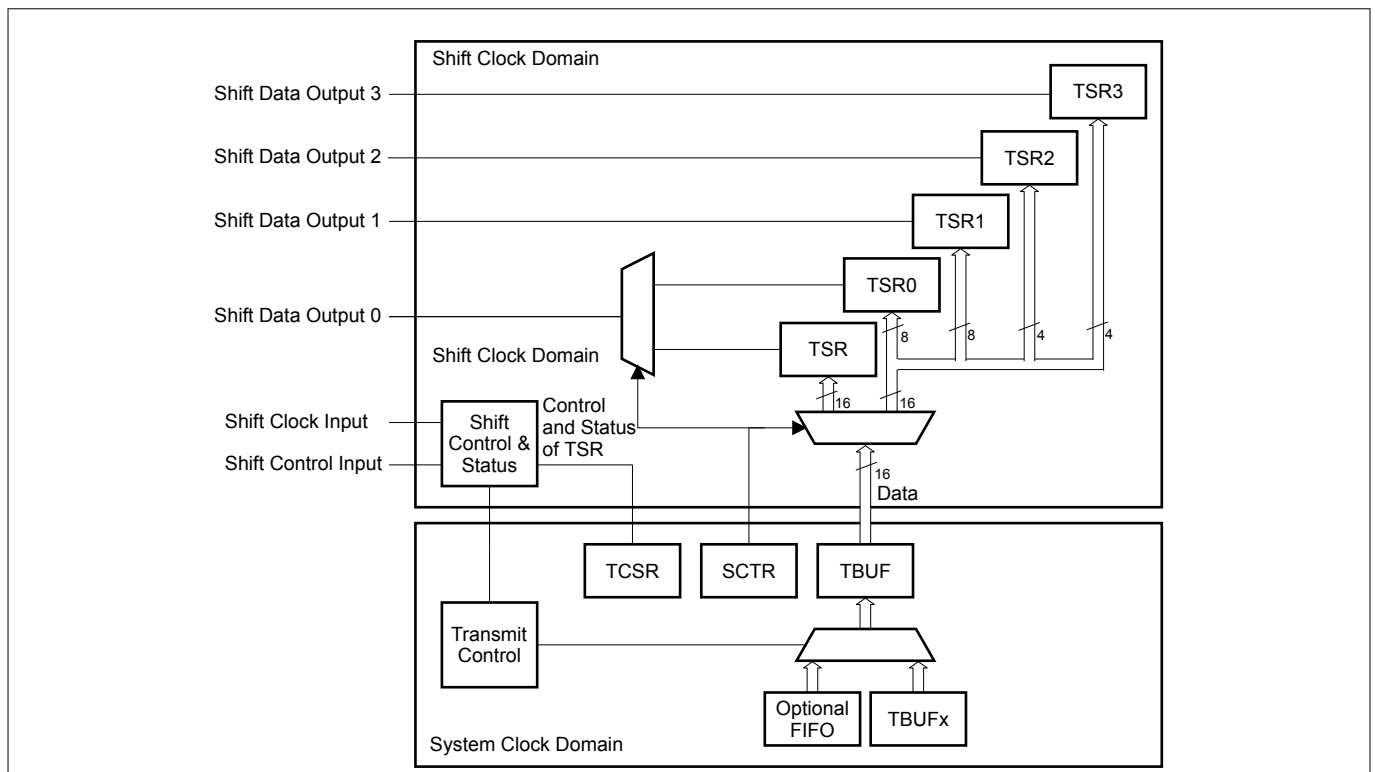 Shift Clock Domain
Shift Data Output 3
TSR3
Shift Data Output 2
TSR2
Shift Data Output 1
TSR1
TSR0
Shift Data Output 0
8
8
4
4
TSR
Shift Clock Domain
16
16
Shift Clock Input
Shift Control Input
Shift
Control &
Status
Control
and Status
of TSR
16
Data
TCSR
SCTR
TBUF
Transmit
Control
Optional
FIFO
TBUFx
System Clock Domain